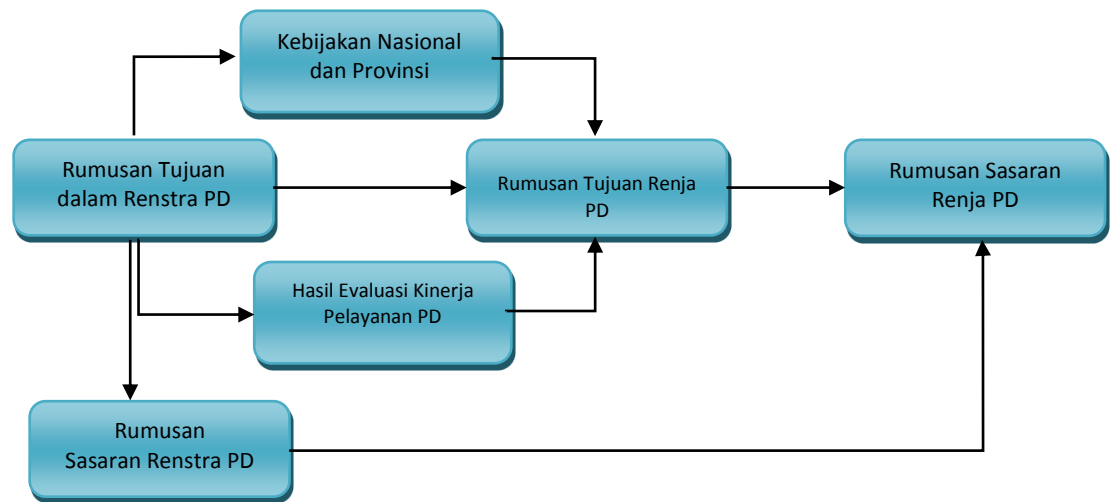 Kebijakan Nasional
dan Provinsi
Rumusan Tujuan
dalam Renstra PD
Rumusan Tujuan Renja
PD
Rumusan Sasaran
Renja PD
Hasil Evaluasi Kinerja
Pelayanan PD
Rumusan
Sasaran Renstra PD